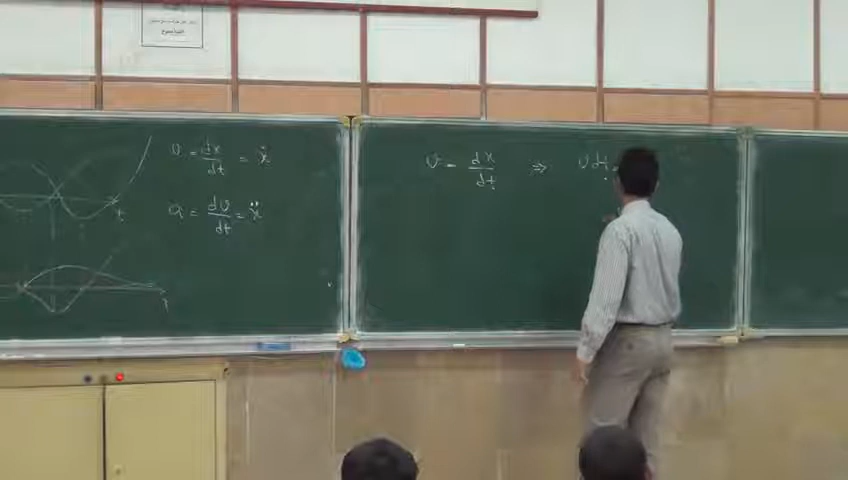 v = dx/dt = ẋ
a = dv/dt = ẍ
t
v = dx/dt ⇒ v dt